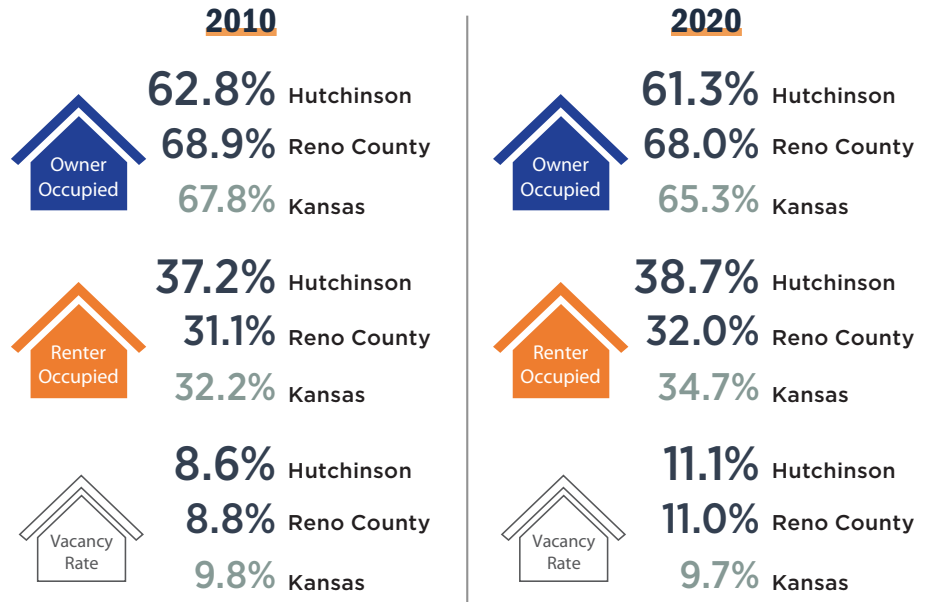 2010
62.8% Hutchinson
68.9% Reno County
67.8% Kansas
Owner
Occupied
37.2% Hutchinson
31.1% Reno County
32.2% Kansas
Renter
Occupied
8.6% Hutchinson
8.8% Reno County
9.8% Kansas
Vacancy
Rate
2020
61.3% Hutchinson
68.0% Reno County
65.3% Kansas
Owner
Occupied
38.7% Hutchinson
32.0% Reno County
34.7% Kansas
Renter
Occupied
11.1% Hutchinson
11.0% Reno County
9.7% Kansas
Vacancy
Rate